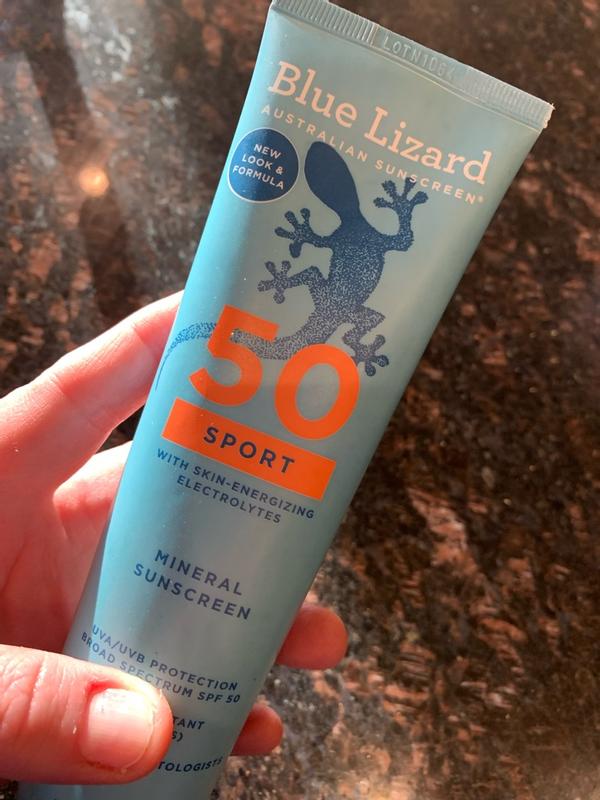 Blue Lizard
AUSTRALIAN SUNSCREEN®
NEW
LOOK &
FORMULA
50
SPORT
WITH SKIN-ENERGIZING
ELECTROLYTES
MINERAL
SUNSCREEN
UVA/UVB PROTECTION
BROAD SPECTRUM SPF 50